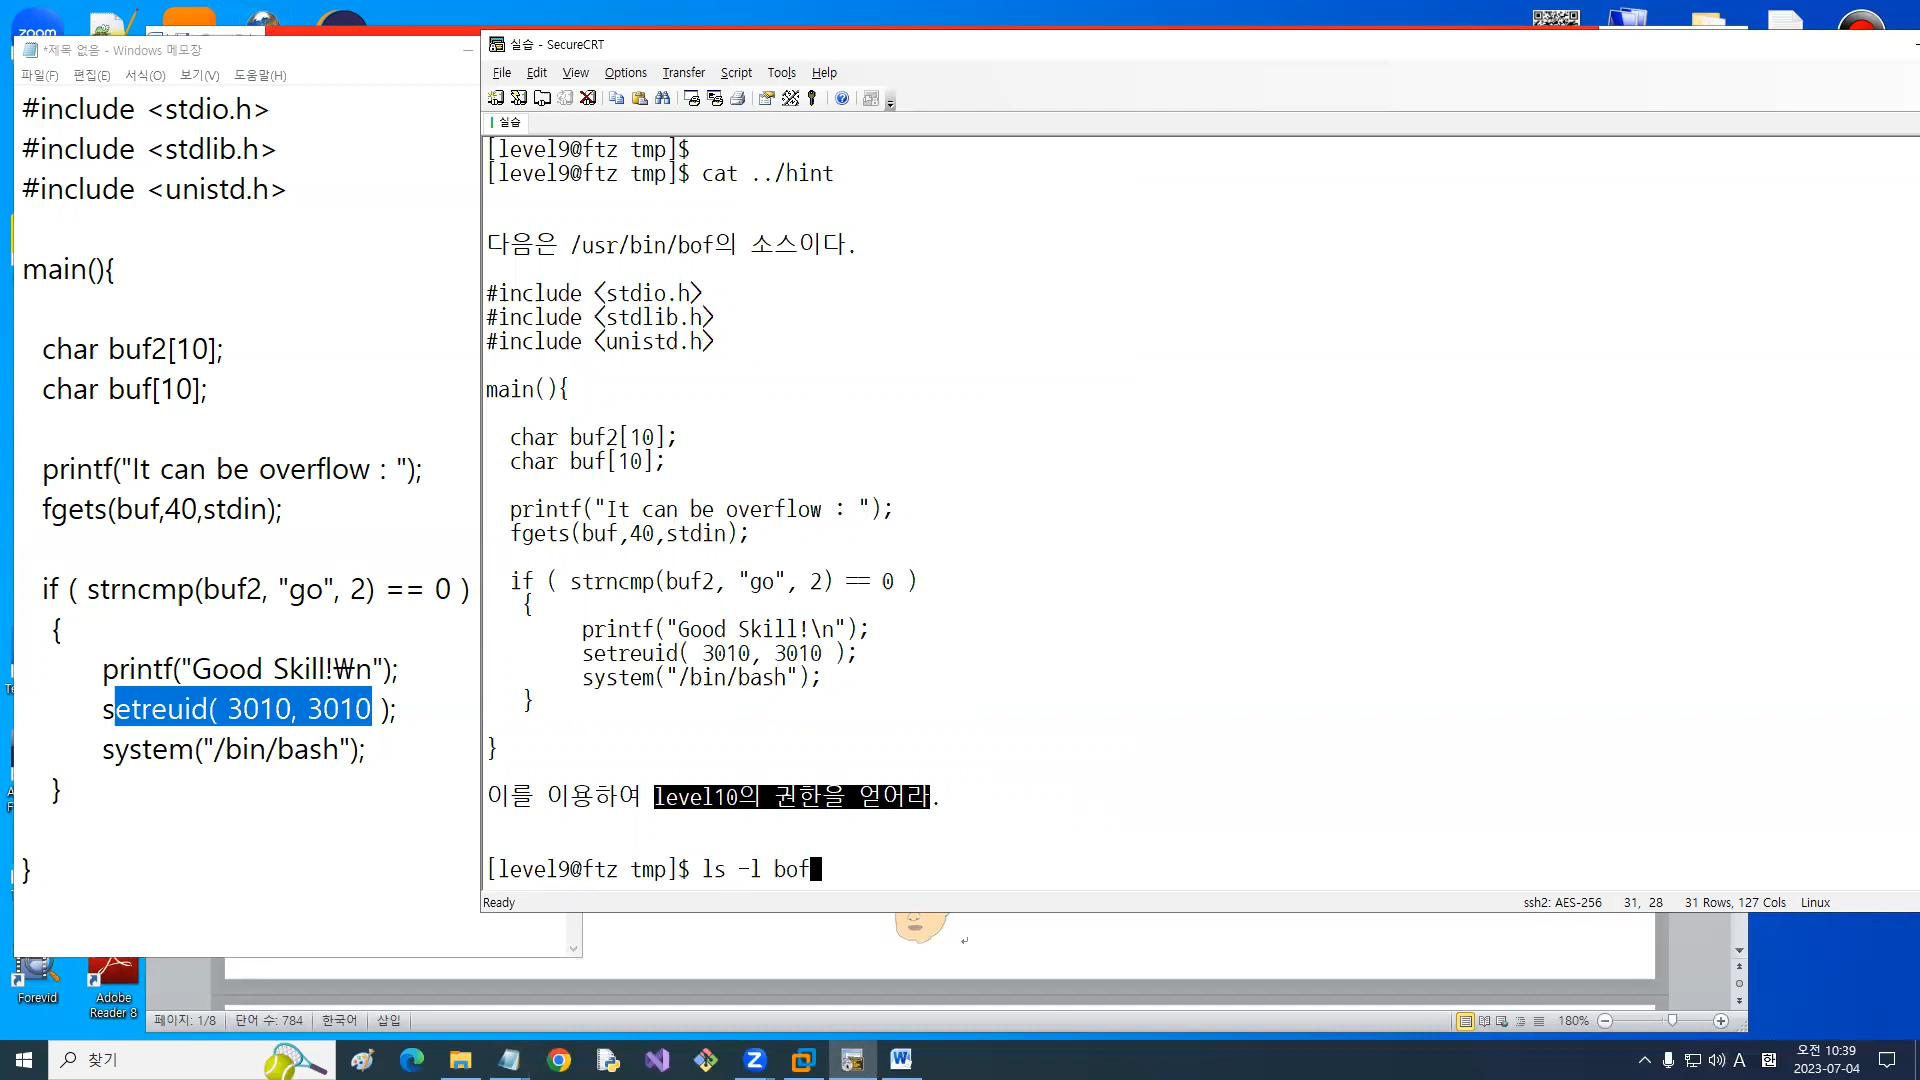 zoom
*제목 없음 - Windows 메모장
파일(F) 편집(E) 서식(O) 보기(V) 도움말(H)
#include <stdio.h>
#include <stdlib.h>
#include <unistd.h>
main(){
char buf2[10];
char buf[10];
printf("It can be overflow : ");
fgets(buf,40,stdin);
if ( strncmp(buf2, "go", 2) == 0 )
{
printf("Good Skill!₩n");
setreuid( 3010, 3010 );
system("/bin/bash");
}
}
실습 - SecureCRT
File Edit View Options Transfer Script Tools Help
실습
[level9@ftz tmp]$
[level9@ftz tmp]$ cat ../hint
다음은 /usr/bin/bof의 소스이다.
#include <stdio.h>
#include <stdlib.h>
#include <unistd.h>
main(){
char buf2[10];
char buf[10];
printf("It can be overflow : ");
fgets(buf,40,stdin);
if ( strncmp(buf2, "go", 2) == 0 )
{
printf("Good Skill!\n");
setreuid( 3010, 3010 );
system("/bin/bash");
}
}
이를 이용하여 level10의 권한을 얻어라.
[level9@ftz tmp]$ ls -l bof
Ready
ssh2: AES-256 31, 28 31 Rows, 127 Cols Linux
Forevid
Adobe
Reader 8
페이지: 1/8 단어 수: 784 한국어 삽입
180%
찾기
A 한
오전 10:39
2023-07-04